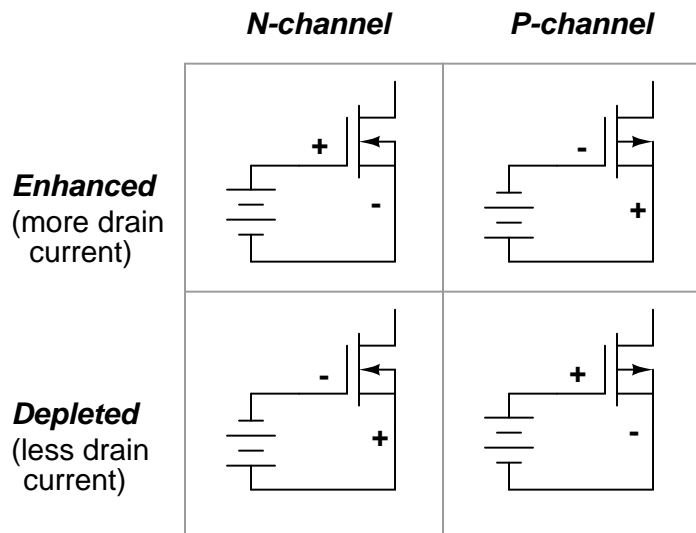 N-channel P-channel
Enhanced
(more drain
current)
+
-
-
+
Depleted
(less drain
current)
-
+
+
-